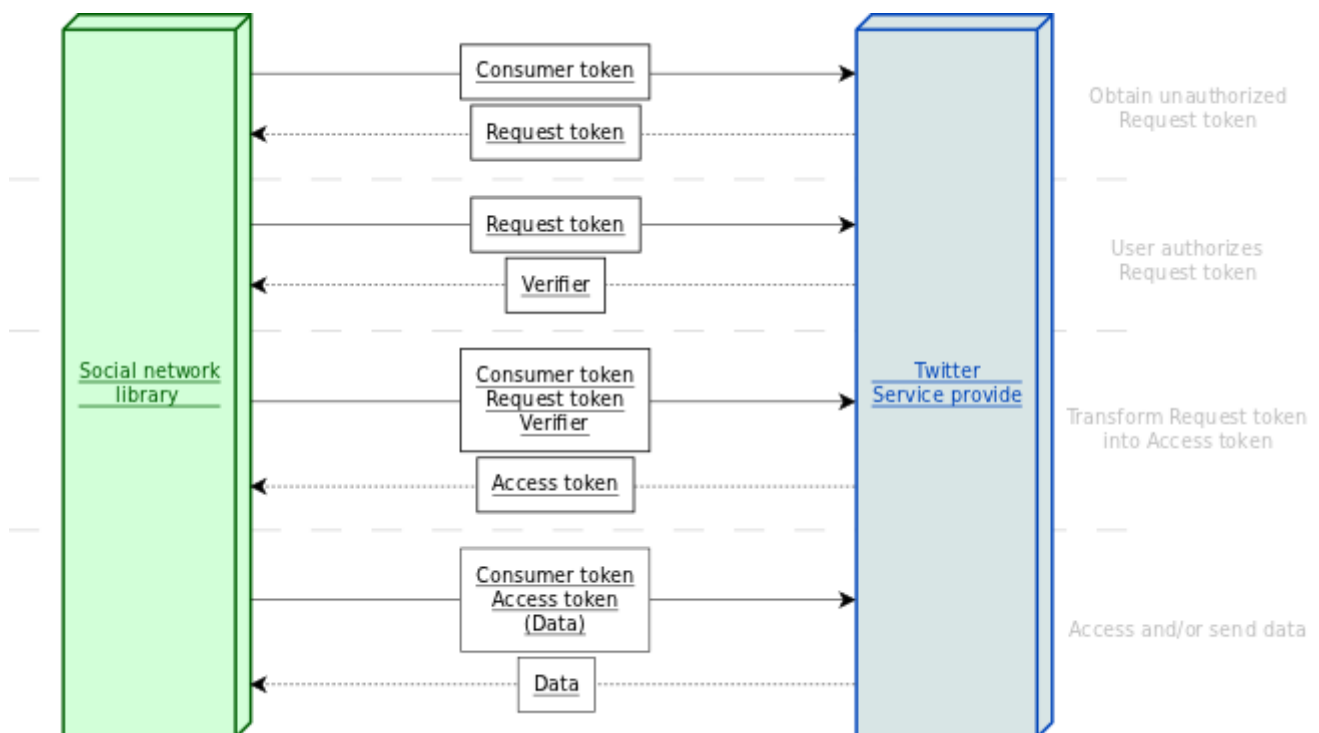 Consumer token
Obtain unauthorized
Request token
Request token
Request token
User authorizes
Request token
Verifier
Social network
library
Consumer token
Request token
Verifier
Twitter
Service provide
Transform Request token
into Access token
Access token
Consumer token
Access token
(Data)
Access and/or send data
Data